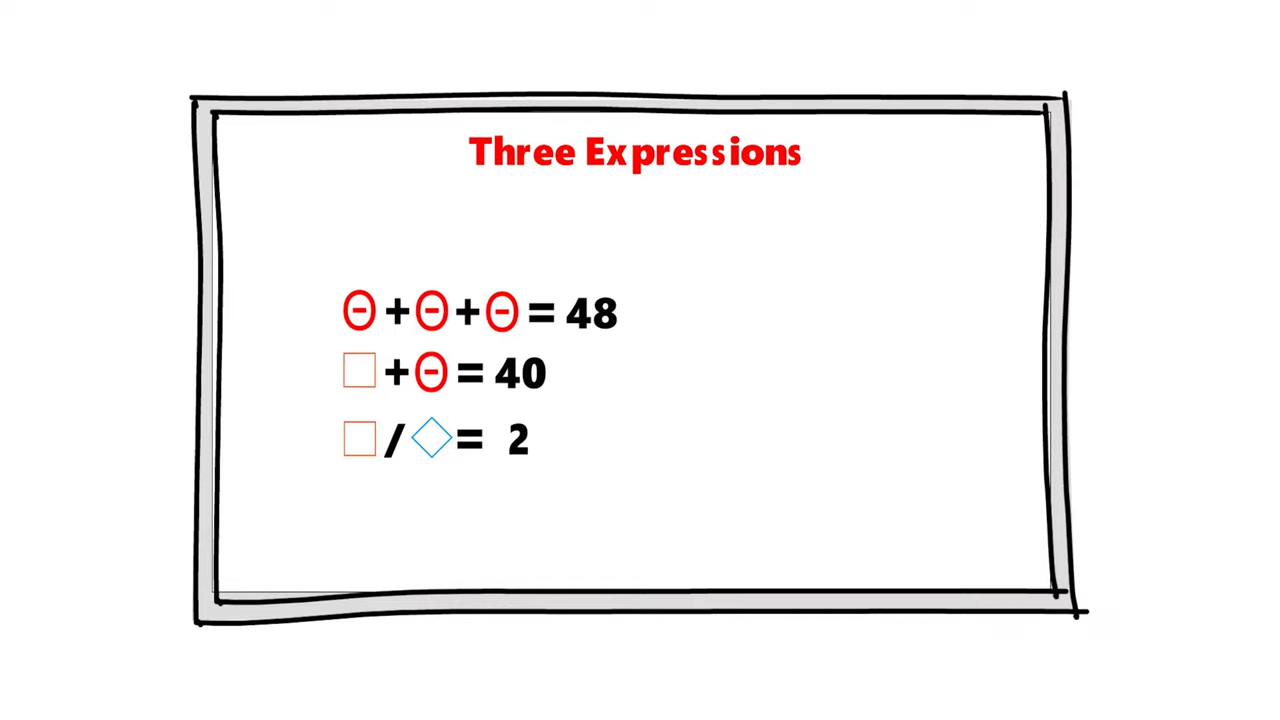 Three Expressions
Θ + Θ + Θ = 48
□ + Θ = 40
□ / ◇ = 2